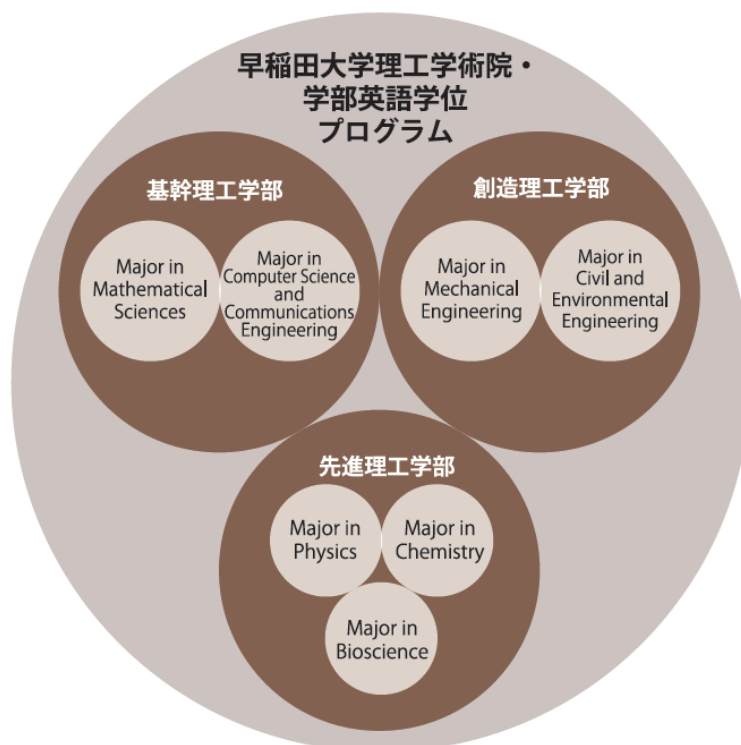 早稲田大学理工学術院・
学部英語学位
プログラム
基幹理工学部
Major in
Mathematical
Sciences
Major in
Computer Science
and
Communications
Engineering
創造理工学部
Major in
Mechanical
Engineering
Major in
Civil and
Environmental
Engineering
先進理工学部
Major in
Physics
Major in
Chemistry
Major in
Bioscience